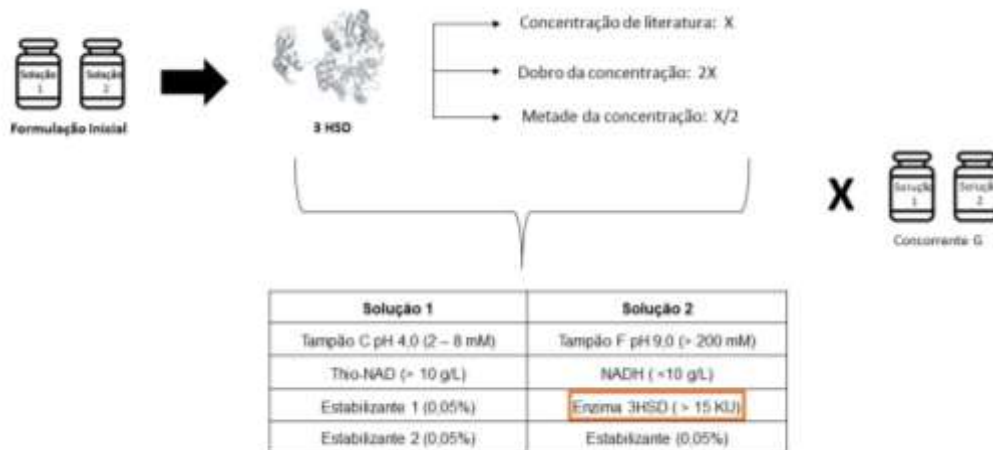 Solução 1
Solução 2
Formulação Inicial
3 HSD
Concentração de literatura: X
Dobro da concentração: 2X
Metade da concentração: X/2
X
Solução 1
Solução 2
Concorrente G
Solução 1
Solução 2
Tampão C pH 4,0 (2 – 8 mM)
Tampão F pH 9,0 (> 200 mM)
Thio-NAD (> 10 g/L)
NADH ( <10 g/L)
Estabilizante 1 (0,05%)
Enzima 3HSD ( > 15 KU)
Estabilizante 2 (0,05%)
Estabilizante (0,05%)